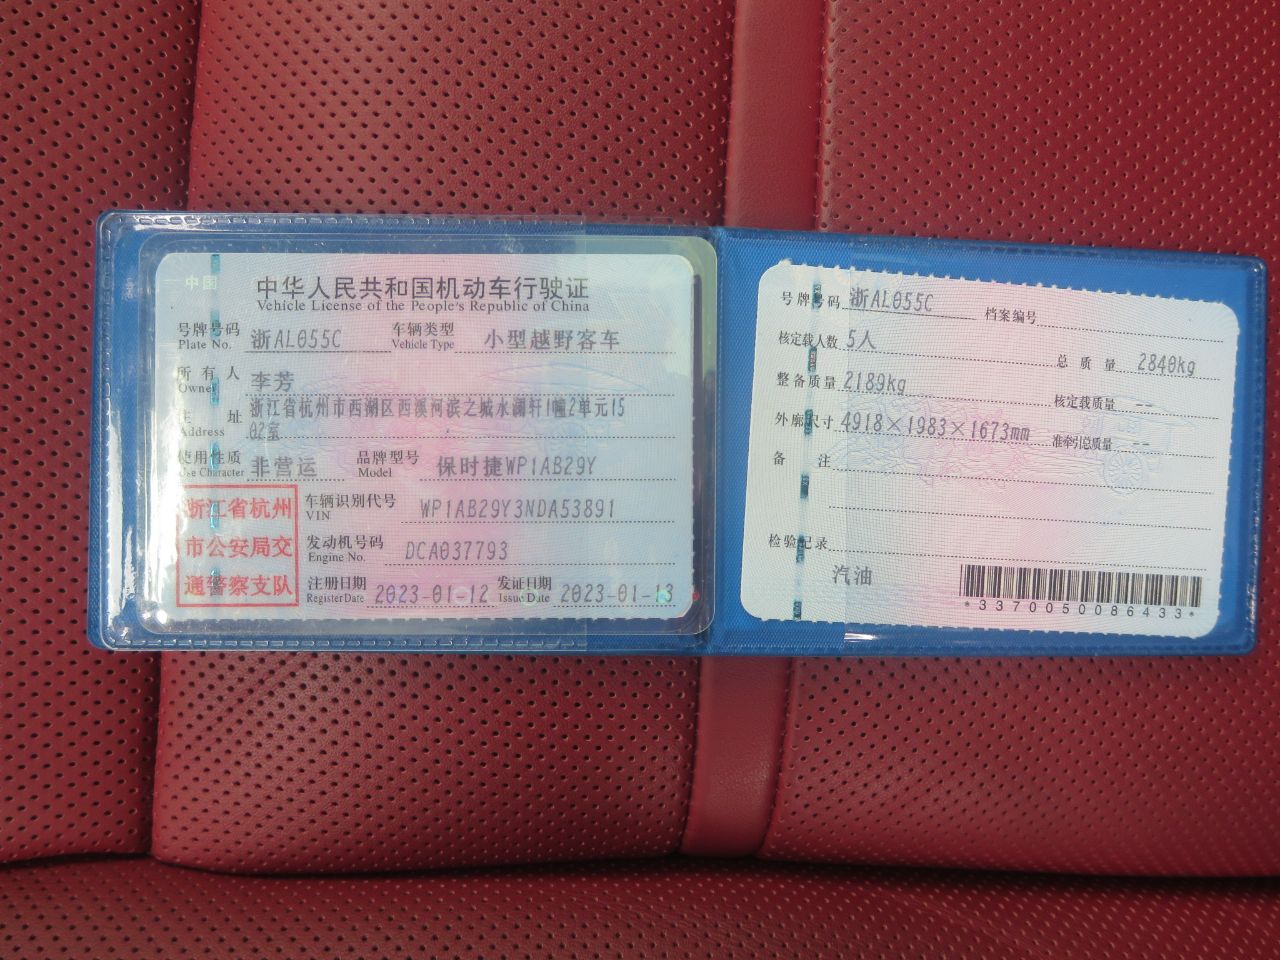 中国
中华人民共和国机动车行驶证
Vehicle License of the People's Republic of China
号牌号码 浙AL055C 车辆类型 小型越野客车
Plate No. Vehicle Type
所有人 李芳
Owner
住址 浙江省杭州市西湖区西溪河滨之城水澜轩1幢2单元15
Address 02室
使用性质 非营运 品牌型号 保时捷WP1AB29Y
Use Character Model
浙江省杭州
市公安局交
通警察支队
车辆识别代号 WP1AB29Y3NDA53891
VIN
发动机号码 DCA037793
Engine No.
注册日期 2023-01-12 发证日期 2023-01-13
Register Date Issue Date
号牌号码 浙AL055C 档案编号
核定载人数 5人 总质量 2840kg
整备质量 2189kg 核定载质量 --
外廓尺寸 4918×1983×1673mm 准牵引总质量 --
备注
检验记录
汽油
*3370050086433*